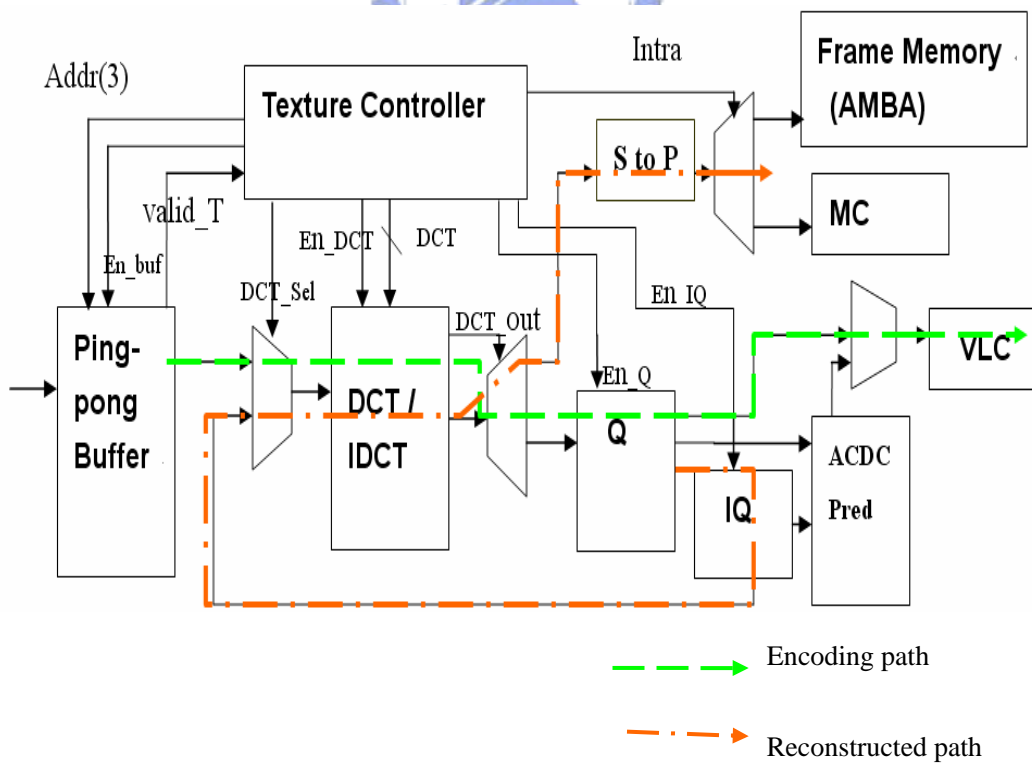 Intra
Frame Memory
(AMBA)
Addr(3)
Texture Controller
S to P
MC
valid_T
En_DCT
DCT
En_buf
DCT_Sel
En_IQ
DCT_Out
VLC
Ping-
pong
Buffer
DCT /
IDCT
En_Q
Q
ACDC
Pred
IQ
Encoding path
Reconstructed path